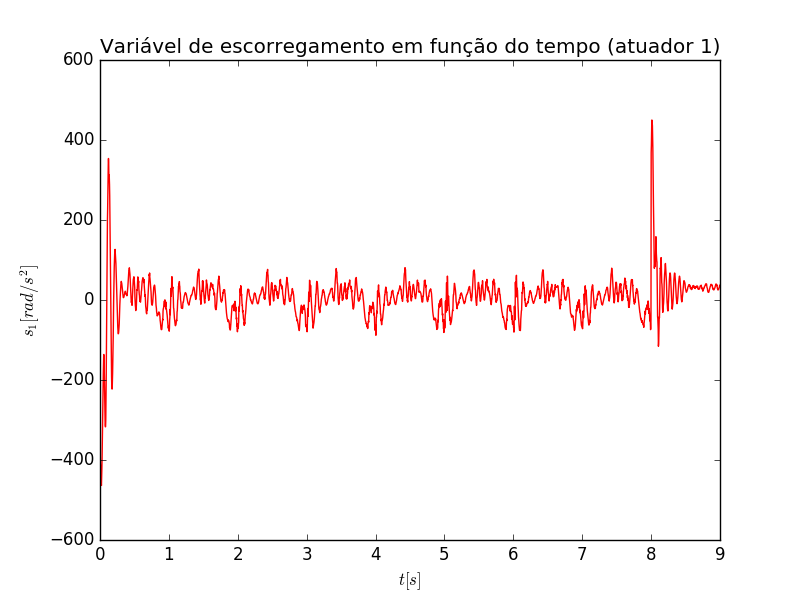 Variável de escorregamento em função do tempo (atuador 1)
600
400
200
0
−200
−400
−600
s₁[rad/s²]
0 1 2 3 4 5 6 7 8 9
t[s]